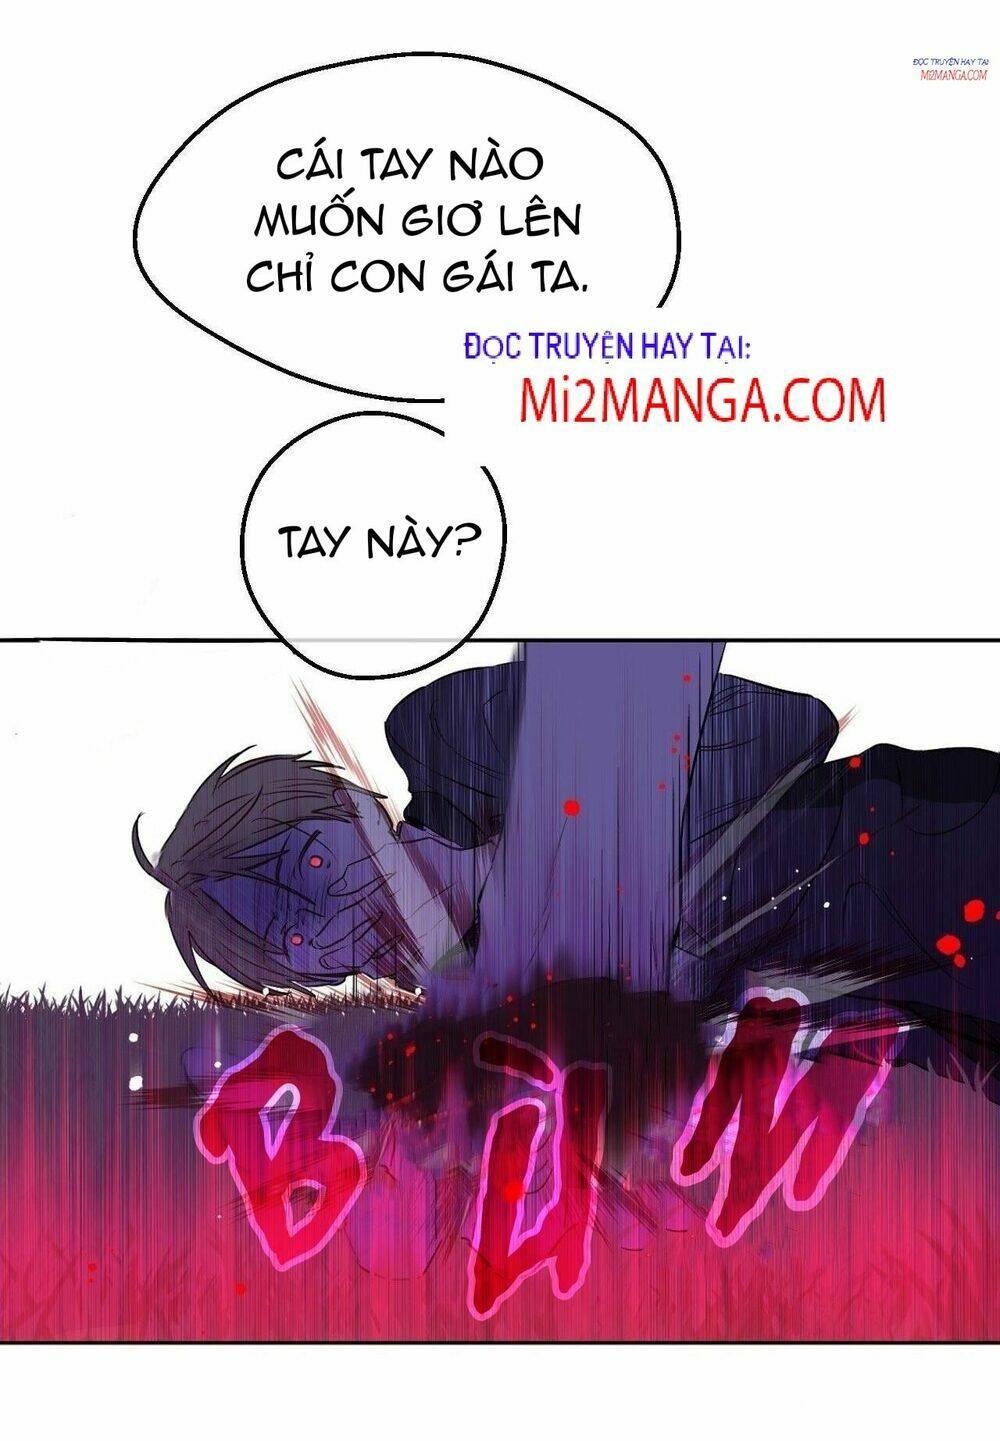 ĐỌC TRUYỆN HAY TẠI
MI2MANGA.COM
CÁI TAY NÀO
MUỐN GIƠ LÊN
CHỈ CON GÁI TA.
ĐỌC TRUYỆN HAY TẠI:
Mi2MANGA.COM
TAY NÀY?
BÙM